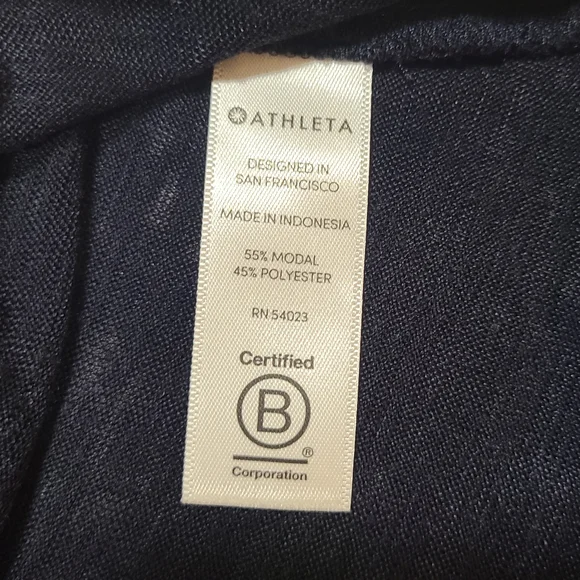 ATHLETA
DESIGNED IN
SAN FRANCISCO
MADE IN INDONESIA
55% MODAL
45% POLYESTER
RN 54023
Certified
B
®
Corporation